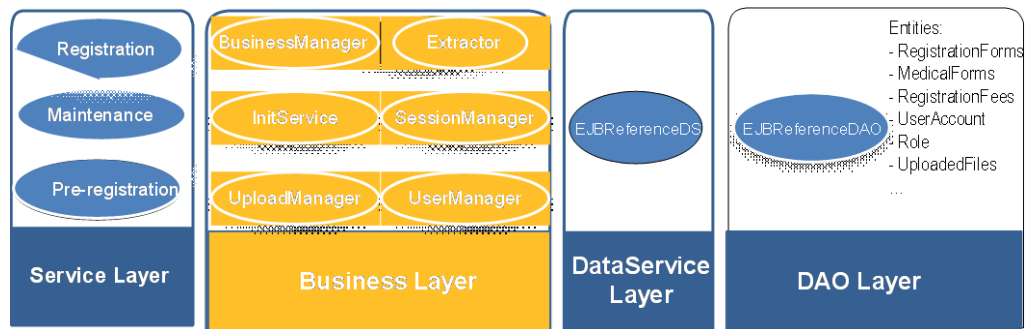 Registration
Maintenance
Pre-registration
Service Layer
BusinessManager
Extractor
InitService
SessionManager
UploadManager
UserManager
Business Layer
EJBReferenceDS
DataService
Layer
EJBReferenceDAO
Entities:
- RegistrationForms
- MedicalForms
- RegistrationFees
- UserAccount
- Role
- UploadedFiles
...
DAO Layer